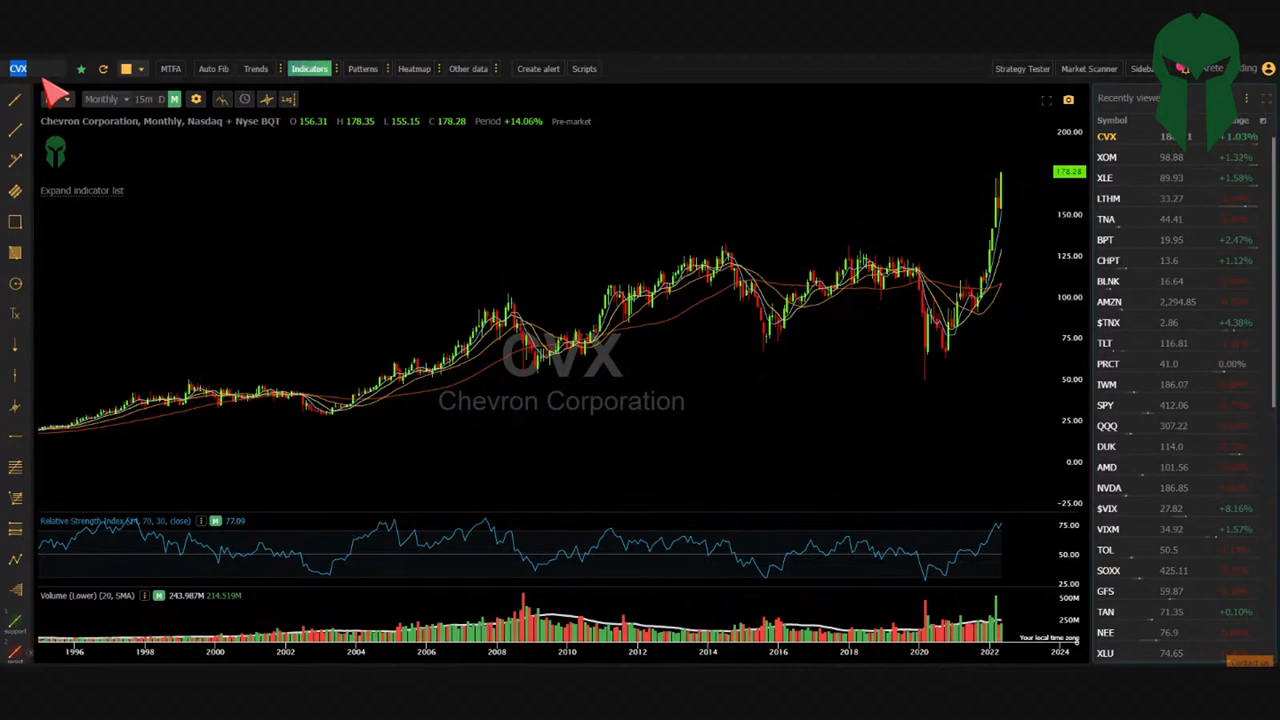 CVX
MTFA Auto Fib Trends Indicators Patterns Heatmap Other data Create alert Scripts Strategy Tester Market Scanner
Monthly 15m D M
Chevron Corporation, Monthly, Nasdaq + Nyse BQT O 156.31 H 178.35 L 155.15 C 178.28 Period +14.06% Pre-market
Expand indicator list
CVX
Chevron Corporation
200.00
178.28
150.00
125.00
100.00
75.00
50.00
25.00
0.00
-25.00
Relative Strength Index (14, 70, 30, close) M 77.09
75.00
50.00
25.00
Volume (Lower) (20, SMA) M 243.987M 214.519M
500M
250M
Your local time zone
1996 1998 2000 2002 2004 2006 2008 2010 2012 2014 2016 2018 2020 2022 2024
support
Recently viewed
Symbol
CVX +1.03%
XOM 98.88 +1.32%
XLE 89.93 +1.58%
LTHM 33.27
TNA 44.41
BPT 19.95 +2.47%
CHPT 13.6 +1.12%
BLNK 16.64
AMZN 2,294.85
$TNX 2.86 +4.38%
TLT 116.81
PRCT 41.0 0.00%
IWM 186.07
SPY 412.06
QQQ 307.22
DUK 114.0
AMD 101.56
NVDA 186.85
$VIX 27.82 +8.16%
VIXM 34.92 +1.57%
TOL 50.5
SOXX 425.11
GFS 59.87
TAN 71.35 +0.10%
NEE 76.9
XLU 74.65
Contact us